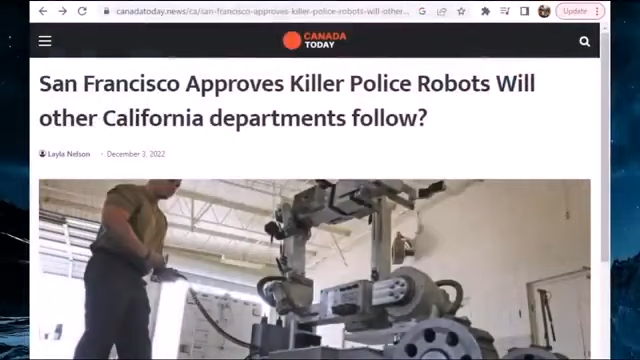 canadatoday.news/ca/san-francisco-approves-killer-police-robots-will-other...
Update
CANADA
TODAY
San Francisco Approves Killer Police Robots Will
other California departments follow?
Layla Nelson - December 3, 2022